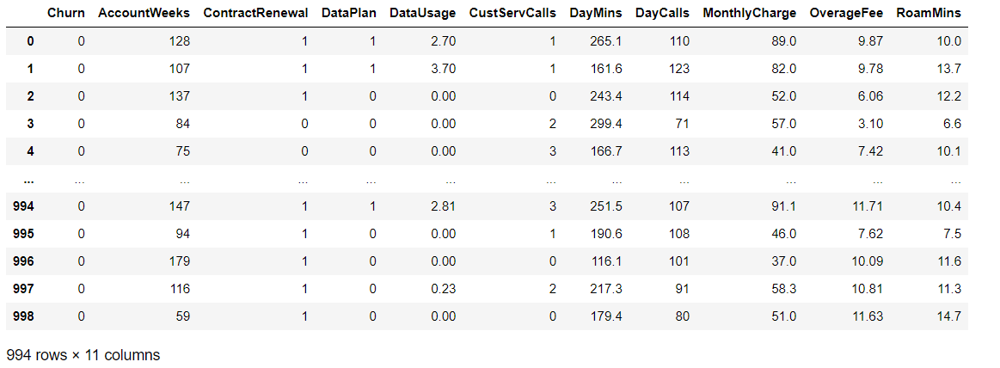 Churn AccountWeeks ContractRenewal DataPlan DataUsage CustServCalls DayMins DayCalls MonthlyCharge OverageFee RoamMins
0 0 128 1 1 2.70 1 265.1 110 89.0 9.87 10.0
1 0 107 1 1 3.70 1 161.6 123 82.0 9.78 13.7
2 0 137 1 0 0.00 0 243.4 114 52.0 6.06 12.2
3 0 84 0 0 0.00 2 299.4 71 57.0 3.10 6.6
4 0 75 0 0 0.00 3 166.7 113 41.0 7.42 10.1
... ... ... ... ... ... ... ... ... ... ... ...
994 0 147 1 1 2.81 3 251.5 107 91.1 11.71 10.4
995 0 94 1 0 0.00 1 190.6 108 46.0 7.62 7.5
996 0 179 1 0 0.00 0 116.1 101 37.0 10.09 11.6
997 0 116 1 0 0.23 2 217.3 91 58.3 10.81 11.3
998 0 59 1 0 0.00 0 179.4 80 51.0 11.63 14.7
994 rows × 11 columns